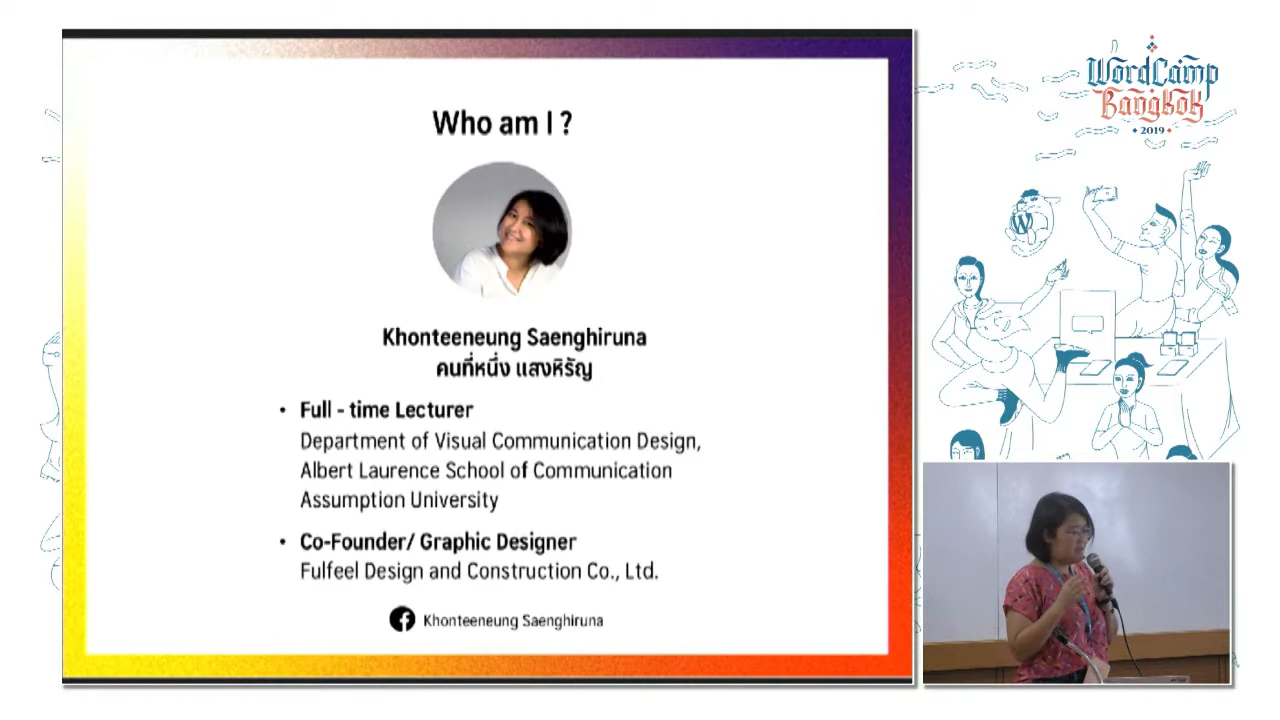 Who am I ?
Khonteeneung Saenghiruna
คนที่หนึ่ง แสงหิรัญ
• Full - time Lecturer
Department of Visual Communication Design,
Albert Laurence School of Communication
Assumption University
• Co-Founder/ Graphic Designer
Fulfeel Design and Construction Co., Ltd.
Khonteeneung Saenghiruna
WordCamp
Bangkok
2019